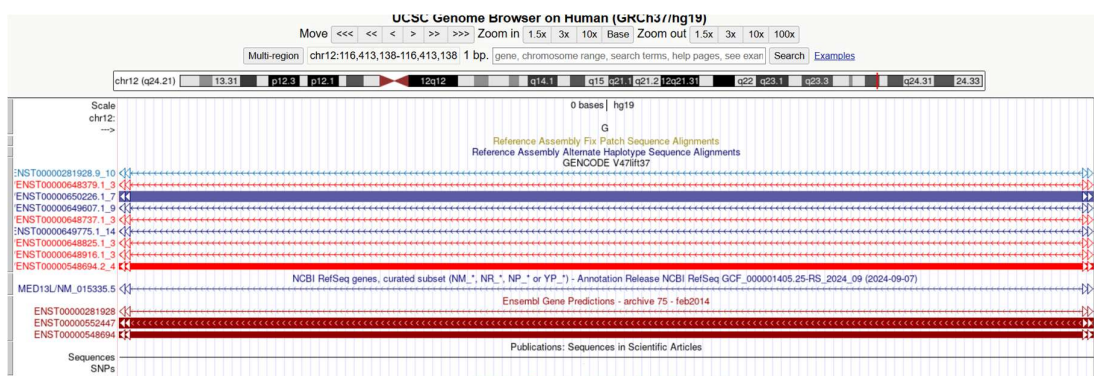 UCSC Genome Browser on Human (GRCh37/hg19)
Move <<< << < > >> >>> Zoom in 1.5x 3x 10x Base Zoom out 1.5x 3x 10x 100x
Multi-region chr12:116,413,138-116,413,138 1 bp. gene, chromosome range, search terms, help pages, see exan Search Examples
chr12 (q24.21) 13.31 p12.3 p12.1 12q12 q14.1 q15 q21.1 q21.2 12q21.31 q22 q23.1 q23.3 q24.31 24.33
Scale 0 bases hg19
chr12:
---> G
Reference Assembly Fix Patch Sequence Alignments
Reference Assembly Alternate Haplotype Sequence Alignments
GENCODE V47lift37
ENST00000281928.9_10
ENST00000648379.1_3
ENST00000650226.1_7
ENST00000649607.1_9
ENST00000648737.1_3
ENST00000649775.1_14
ENST00000648825.1_3
ENST00000648916.1_3
ENST00000548694.2_4
NCBI RefSeq genes, curated subset (NM_*, NR_*, NP_* or YP_*) - Annotation Release NCBI RefSeq GCF_000001405.25-RS_2024_09 (2024-09-07)
MED13L/NM_015335.5
Ensembl Gene Predictions - archive 75 - feb2014
ENST00000281928
ENST00000552447
ENST00000548694
Publications: Sequences in Scientific Articles
Sequences
SNPs